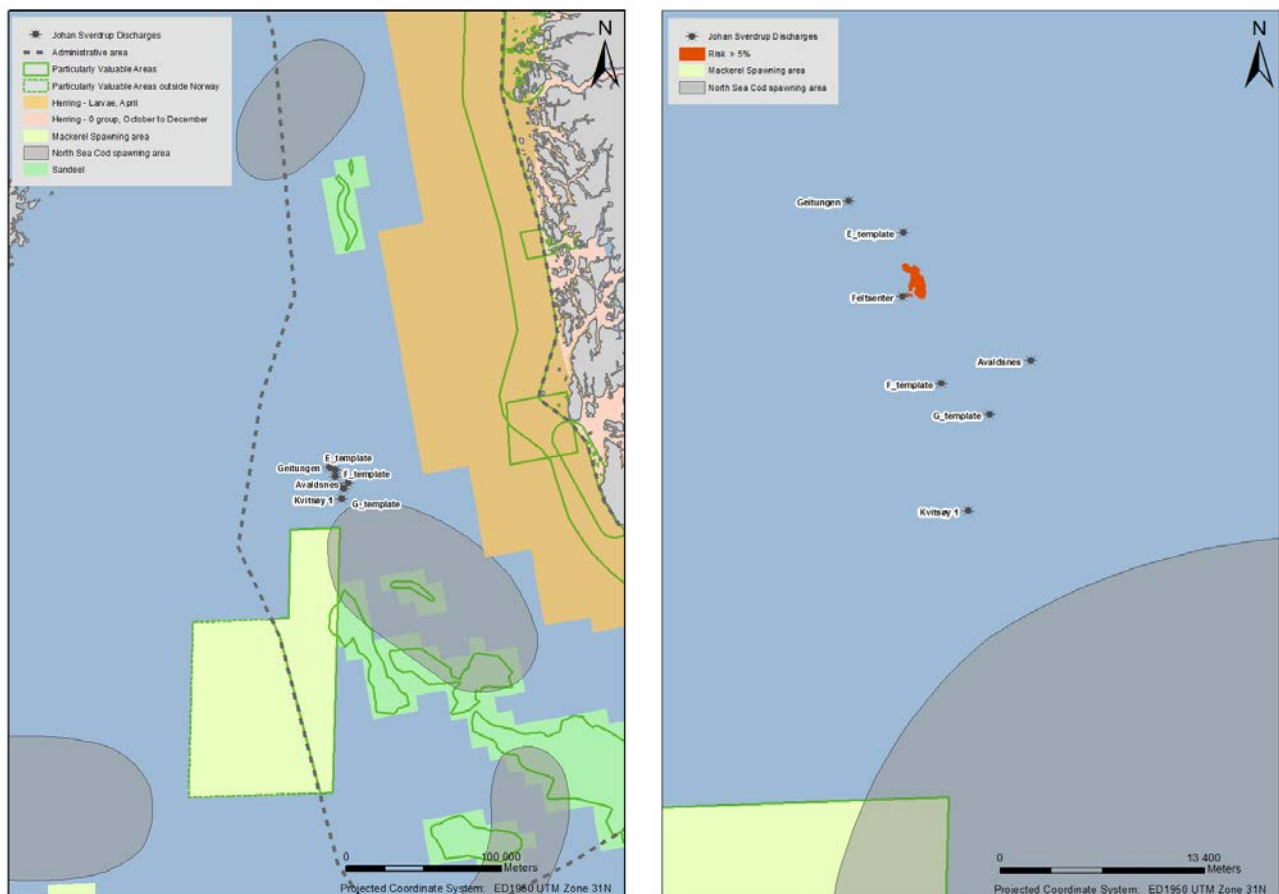 Johan Sverdrup Discharges
Administrative area
Particularly Valuable Areas
Particularly Valuable Areas outside Norway
Herring - Larvae, April
Herring - 0 group, October to December
Mackerel Spawning area
North Sea Cod spawning area
Sandeel
N
E_template
Geitungen
F_template
Avaldsnes
Kvitsøy 1
G_template
0 100 000
Meters
Projected Coordinate System: ED1950 UTM Zone 31N
Johan Sverdrup Discharges
Risk > 5%
Mackerel Spawning area
North Sea Cod spawning area
N
Geitungen
E_template
Feltsenter
Avaldsnes
F_template
G_template
Kvitsøy 1
0 13 400
Meters
Projected Coordinate System: ED1950 UTM Zone 31N